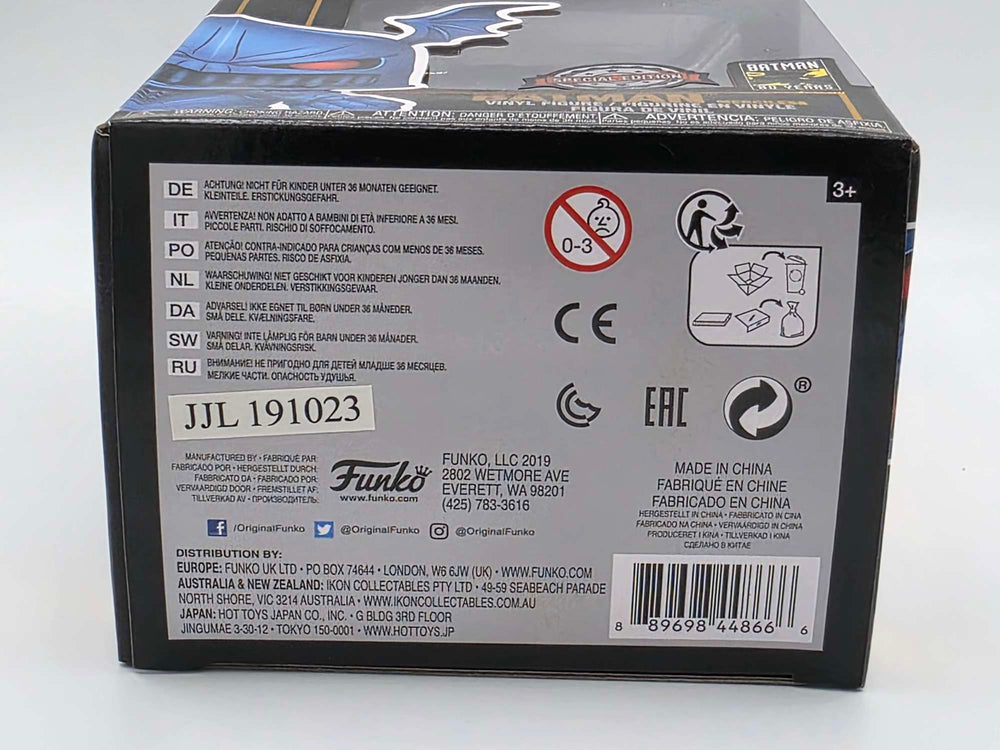 SPECIAL EDITION
BATMAN
80 YEARS
BATMAN
VINYL FIGURE / FIGURINE EN VINYLE
FIGURA DE VINILO
WARNING: CHOKING HAZARD
ATTENTION: DANGER D'ÉTOUFFEMENT
ADVERTENCIA: PELIGRO DE ASFIXIA
3+
DE ACHTUNG! NICHT FÜR KINDER UNTER 36 MONATEN GEEIGNET.
KLEINTEILE. ERSTICKUNGSGEFAHR.
IT AVVERTENZA! NON ADATTO A BAMBINI DI ETÀ INFERIORE A 36 MESI.
PICCOLE PARTI. RISCHIO DI SOFFOCAMENTO.
PO ATENÇÃO! CONTRA-INDICADO PARA CRIANÇAS COM MENOS DE 36 MESES.
PEQUENAS PARTES. RISCO DE ASFIXIA.
NL WAARSCHUWING! NIET GESCHIKT VOOR KINDEREN JONGER DAN 36 MAANDEN.
KLEINE ONDERDELEN. VERSTIKKINGSGEVAAR.
DA ADVARSEL! IKKE EGNET TIL BØRN UNDER 36 MÅNEDER.
SMÅ DELE. KVÆLNINGSFARE.
SW VARNING! INTE LÄMPLIG FÖR BARN UNDER 36 MÅNADER.
SMÅ DELAR. KVÄVNINGSRISK.
RU ВНИМАНИЕ! НЕ ПРИГОДНО ДЛЯ ДЕТЕЙ МЛАДШЕ 36 МЕСЯЦЕВ.
МЕЛКИЕ ЧАСТИ. ОПАСНОСТЬ УДУШЬЯ.
0-3
CE
EAC
®
JJL 191023
MANUFACTURED BY • FABRIQUÉ PAR:
FABRICADO POR • HERGESTELLT DURCH:
FABRICADO DA • FABRICADO POR:
VERVAARDIGD DOOR • FREMSTILLET AF:
TILLVERKAD AV • ПРОИЗВОДИТЕЛЬ:
Funko
www.funko.com
FUNKO, LLC 2019
2802 WETMORE AVE
EVERETT, WA 98201
(425) 783-3616
/OriginalFunko @OriginalFunko @OriginalFunko
MADE IN CHINA
FABRIQUÉ EN CHINE
FABRICADO EN CHINA
HERGESTELLT IN CHINA • FABBRICATO IN CINA
FABRICADO NA CHINA • VERVAARDIGD IN CHINA
PRODUCERET I KINA • TILLVERKAD I KINA
СДЕЛАНО В КИТАЕ
DISTRIBUTION BY:
EUROPE: FUNKO UK LTD • PO BOX 74644 • LONDON, W6 6JW (UK) • WWW.FUNKO.COM
AUSTRALIA & NEW ZEALAND: IKON COLLECTABLES PTY LTD • 49-59 SEABEACH PARADE
NORTH SHORE, VIC 3214 AUSTRALIA • WWW.IKONCOLLECTABLES.COM.AU
JAPAN: HOT TOYS JAPAN CO., INC. • G BLDG 3RD FLOOR
JINGUMAE 3-30-12 • TOKYO 150-0001 • WWW.HOTTOYS.JP
8 89698 44866 6